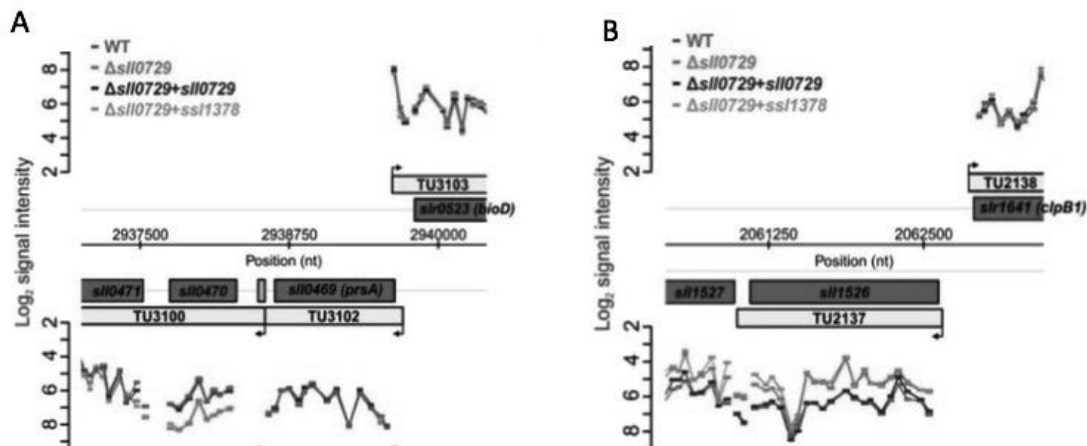 A
WT
Δsll0729
Δsll0729+sll0729
Δsll0729+ssl1378
8
6
4
2
Log₂ signal intensity
TU3103
slr0523 (bioD)
2937500 2938750 2940000
Position (nt)
sll0471 sll0470 sll0469 (prsA)
TU3100 TU3102
2
4
6
8
B
WT
Δsll0729
Δsll0729+sll0729
Δsll0729+ssl1378
8
6
4
2
Log₂ signal intensity
TU2138
slr1641 (clpB1)
2061250 2062500
Position (nt)
sll1527 sll1526
TU2137
2
4
6
8